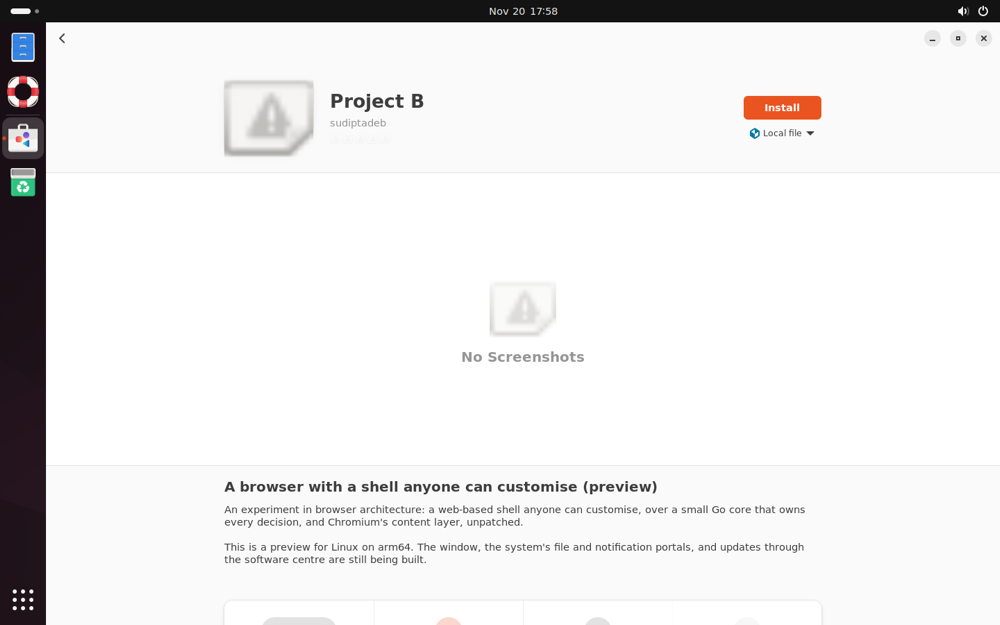 Nov 20 17:58
Project B
sudiptadeb
Install
Local file
No Screenshots
A browser with a shell anyone can customise (preview)
An experiment in browser architecture: a web-based shell anyone can customise, over a small Go core that owns
every decision, and Chromium's content layer, unpatched.
This is a preview for Linux on arm64. The window, the system's file and notification portals, and updates through
the software centre are still being built.